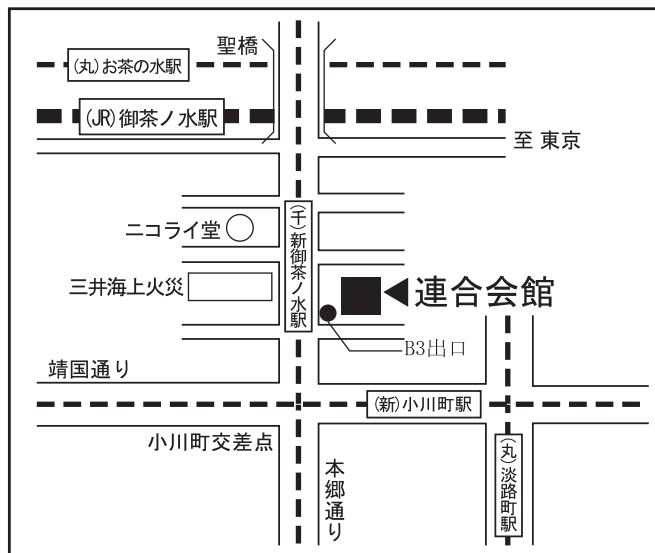 聖橋
(丸)お茶の水駅
(JR)御茶ノ水駅
至 東京
ニコライ堂
(千)新御茶ノ水駅
三井海上火災
連合会館
B3出口
靖国通り
(新)小川町駅
小川町交差点
本郷通り
(丸)淡路町駅